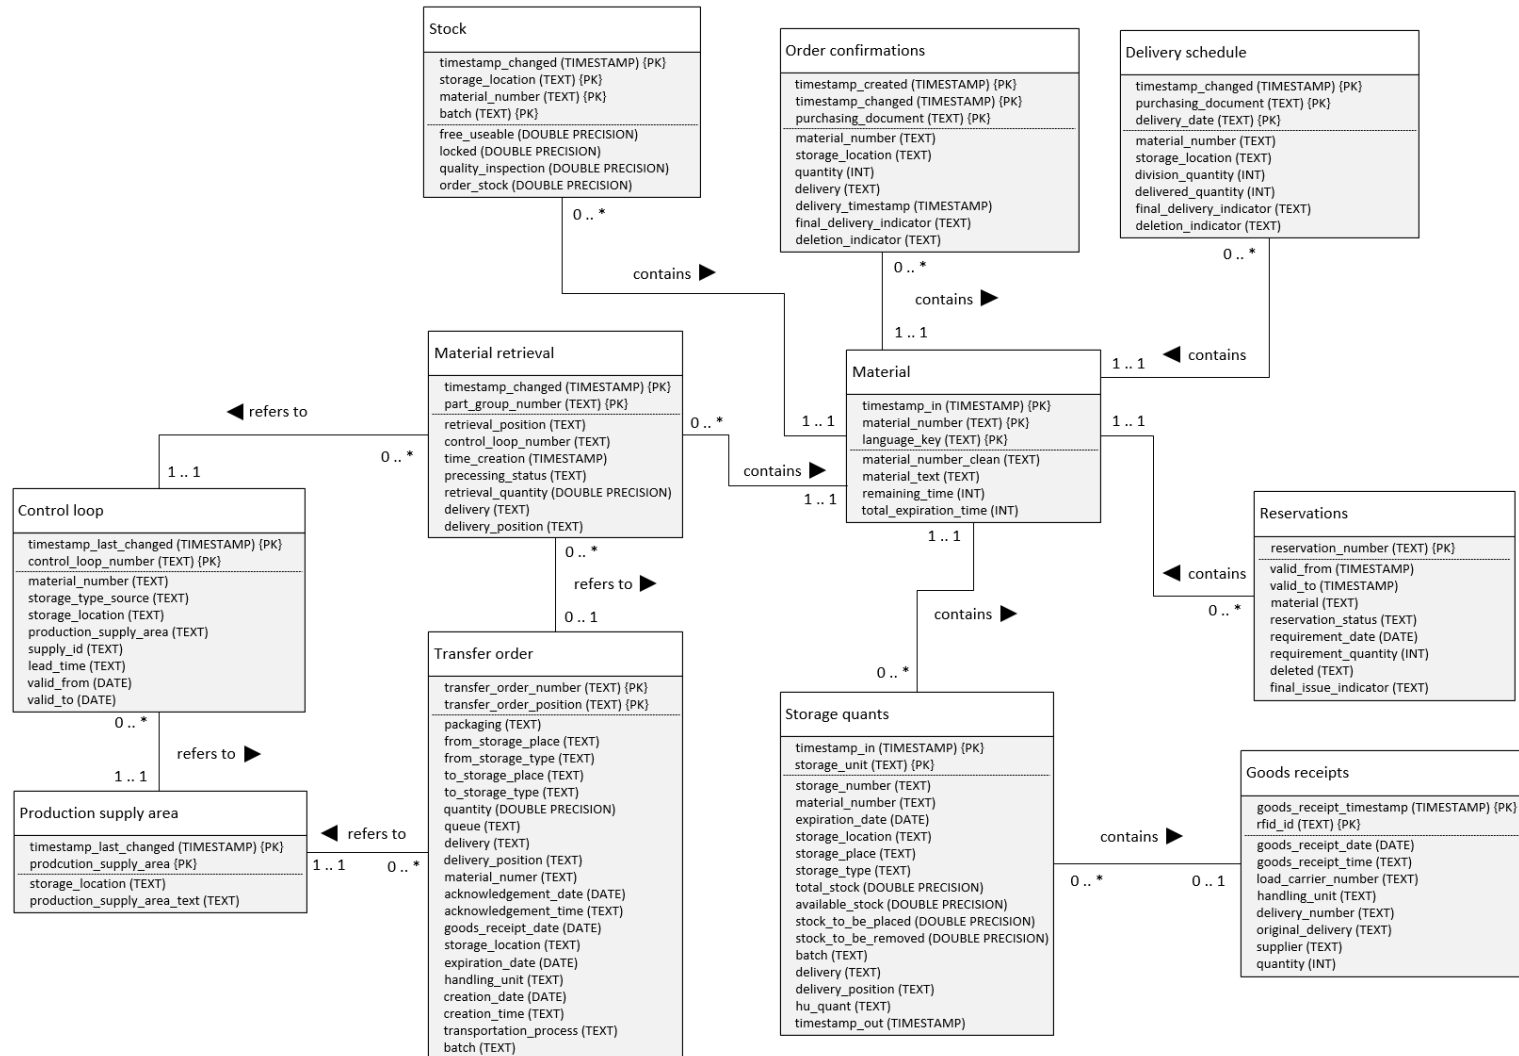 Stock
timestamp_changed (TIMESTAMP) {PK}
storage_location (TEXT) {PK}
material_number (TEXT) {PK}
batch (TEXT) {PK}
free_useable (DOUBLE PRECISION)
locked (DOUBLE PRECISION)
quality_inspection (DOUBLE PRECISION)
order_stock (DOUBLE PRECISION)
0 .. *
contains
1 .. 1
Order confirmations
timestamp_created (TIMESTAMP) {PK}
timestamp_changed (TIMESTAMP) {PK}
purchasing_document (TEXT) {PK}
material_number (TEXT)
storage_location (TEXT)
quantity (INT)
delivery (TEXT)
delivery_timestamp (TIMESTAMP)
final_delivery_indicator (TEXT)
deletion_indicator (TEXT)
0 .. *
contains
1 .. 1
Delivery schedule
timestamp_changed (TIMESTAMP) {PK}
purchasing_document (TEXT) {PK}
delivery_date (TEXT) {PK}
material_number (TEXT)
storage_location (TEXT)
division_quantity (INT)
delivered_quantity (INT)
final_delivery_indicator (TEXT)
deletion_indicator (TEXT)
0 .. *
contains
1 .. 1
Material retrieval
timestamp_changed (TIMESTAMP) {PK}
part_group_number (TEXT) {PK}
retrieval_position (TEXT)
control_loop_number (TEXT)
time_creation (TIMESTAMP)
precessing_status (TEXT)
retrieval_quantity (DOUBLE PRECISION)
delivery (TEXT)
delivery_position (TEXT)
0 .. *
contains
1 .. 1
refers to
0 .. *
1 .. 1
0 .. *
refers to
0 .. 1
Material
timestamp_in (TIMESTAMP) {PK}
material_number (TEXT) {PK}
language_key (TEXT) {PK}
material_number_clean (TEXT)
material_text (TEXT)
remaining_time (INT)
total_expiration_time (INT)
1 .. 1
contains
0 .. *
1 .. 1
contains
0 .. *
Control loop
timestamp_last_changed (TIMESTAMP) {PK}
control_loop_number (TEXT) {PK}
material_number (TEXT)
storage_type_source (TEXT)
storage_location (TEXT)
production_supply_area (TEXT)
supply_id (TEXT)
lead_time (TEXT)
valid_from (DATE)
valid_to (DATE)
0 .. *
refers to
1 .. 1
Reservations
reservation_number (TEXT) {PK}
valid_from (TIMESTAMP)
valid_to (TIMESTAMP)
material (TEXT)
reservation_status (TEXT)
requirement_date (DATE)
requirement_quantity (INT)
deleted (TEXT)
final_issue_indicator (TEXT)
Transfer order
transfer_order_number (TEXT) {PK}
transfer_order_position (TEXT) {PK}
packaging (TEXT)
from_storage_place (TEXT)
from_storage_type (TEXT)
to_storage_place (TEXT)
to_storage_type (TEXT)
quantity (DOUBLE PRECISION)
queue (TEXT)
delivery (TEXT)
delivery_position (TEXT)
material_numer (TEXT)
acknowledgement_date (DATE)
acknowledgement_time (TEXT)
goods_receipt_date (DATE)
storage_location (TEXT)
expiration_date (DATE)
handling_unit (TEXT)
creation_date (DATE)
creation_time (TEXT)
transportation_process (TEXT)
batch (TEXT)
refers to
1 .. 1
0 .. *
Production supply area
timestamp_last_changed (TIMESTAMP) {PK}
prodcution_supply_area {PK}
storage_location (TEXT)
production_supply_area_text (TEXT)
Storage quants
timestamp_in (TIMESTAMP) {PK}
storage_unit (TEXT) {PK}
storage_number (TEXT)
material_number (TEXT)
expiration_date (DATE)
storage_location (TEXT)
storage_place (TEXT)
storage_type (TEXT)
total_stock (DOUBLE PRECISION)
available_stock (DOUBLE PRECISION)
stock_to_be_placed (DOUBLE PRECISION)
stock_to_be_removed (DOUBLE PRECISION)
batch (TEXT)
delivery (TEXT)
delivery_position (TEXT)
hu_quant (TEXT)
timestamp_out (TIMESTAMP)
contains
0 .. *
0 .. 1
Goods receipts
goods_receipt_timestamp (TIMESTAMP) {PK}
rfid_id (TEXT) {PK}
goods_receipt_date (DATE)
goods_receipt_time (TEXT)
load_carrier_number (TEXT)
handling_unit (TEXT)
delivery_number (TEXT)
original_delivery (TEXT)
supplier (TEXT)
quantity (INT)